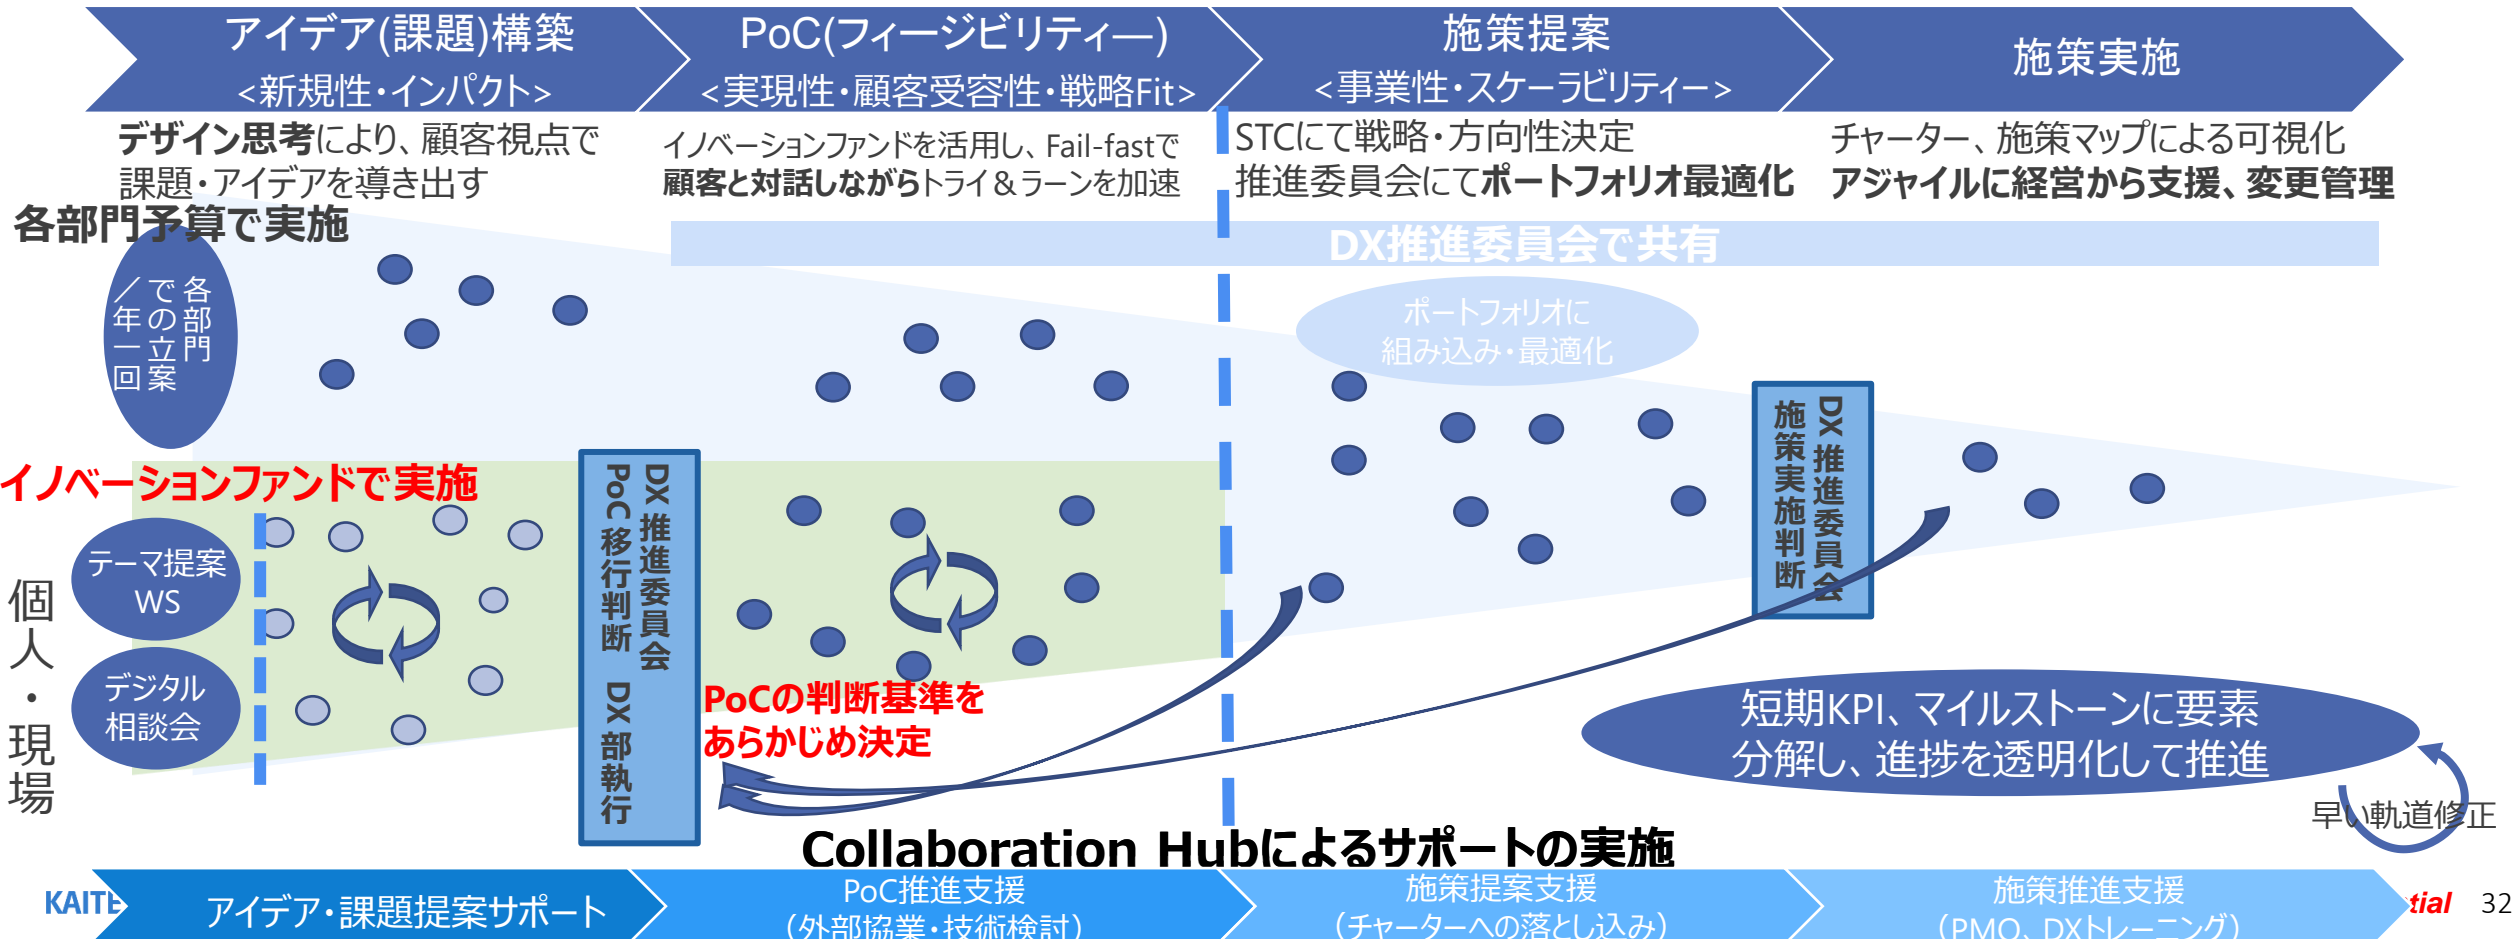 アイデア(課題)構築
<新規性・インパクト>
PoC(フィージビリティ―)
<実現性・顧客受容性・戦略Fit>
施策提案
<事業性・スケーラビリティー>
施策実施
デザイン思考により、顧客視点で
課題・アイデアを導き出す
イノベーションファンドを活用し、Fail-fastで
顧客と対話しながらトライ＆ラーンを加速
STCにて戦略・方向性決定
推進委員会にてポートフォリオ最適化
チャーター、施策マップによる可視化
アジャイルに経営から支援、変更管理
各部門予算で実施
DX推進委員会で共有
各部門
での立案
／年一回
ポートフォリオに
組み込み・最適化
DX推進委員会
施策実施判断
イノベーションファンドで実施
DX推進委員会
PoC移行判断 DX部執行
個人・現場
テーマ提案
WS
デジタル
相談会
PoCの判断基準を
あらかじめ決定
短期KPI、マイルストーンに要素
分解し、進捗を透明化して推進
早い軌道修正
Collaboration Hubによるサポートの実施
KAITE
アイデア・課題提案サポート
PoC推進支援
（外部協業・技術検討）
施策提案支援
（チャーターへの落とし込み）
施策推進支援
（PMO、DXトレーニング）
tial
32